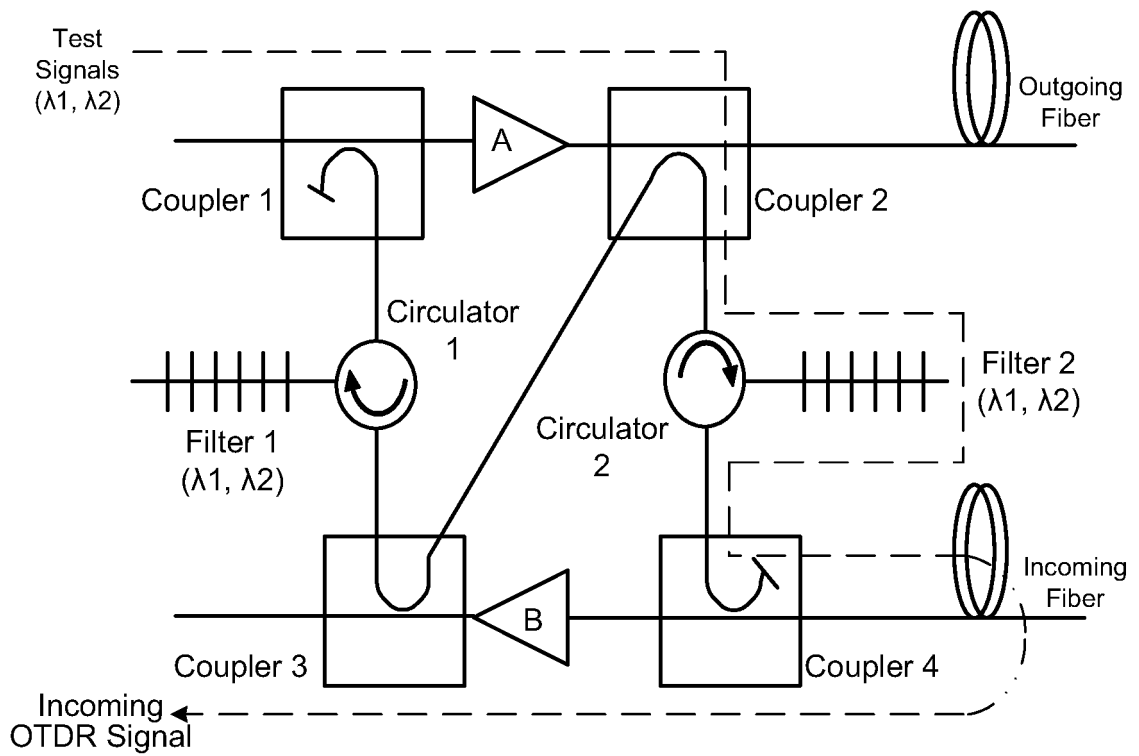 Test
Signals
(λ1, λ2)
A
Outgoing
Fiber
Coupler 1
Coupler 2
Circulator
1
Filter 1
(λ1, λ2)
Circulator
2
Filter 2
(λ1, λ2)
B
Incoming
Fiber
Coupler 3
Coupler 4
Incoming
OTDR Signal